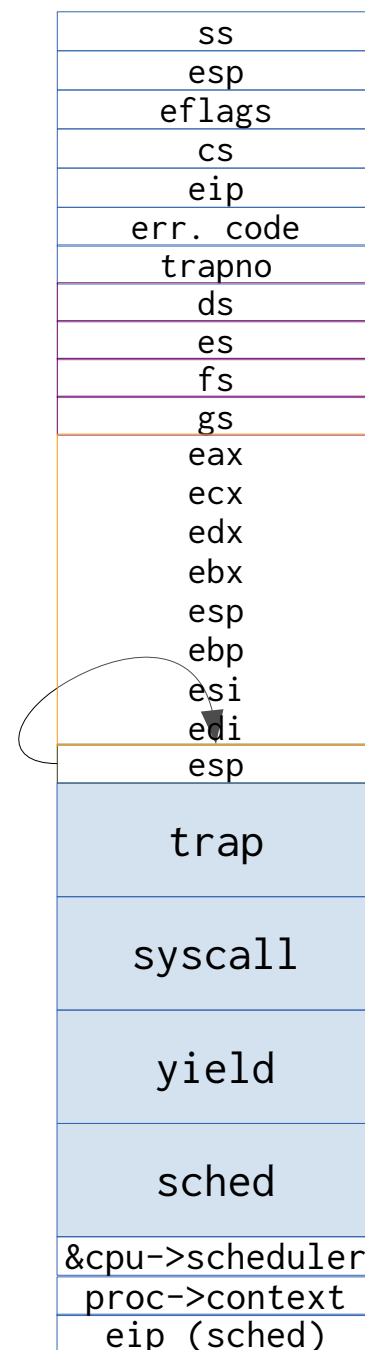 ss
esp
eflags
cs
eip
err. code
trapno
ds
es
fs
gs
eax
ecx
edx
ebx
esp
ebp
esi
edi
esp
trap
syscall
yield
sched
&cpu->scheduler
proc->context
eip (sched)